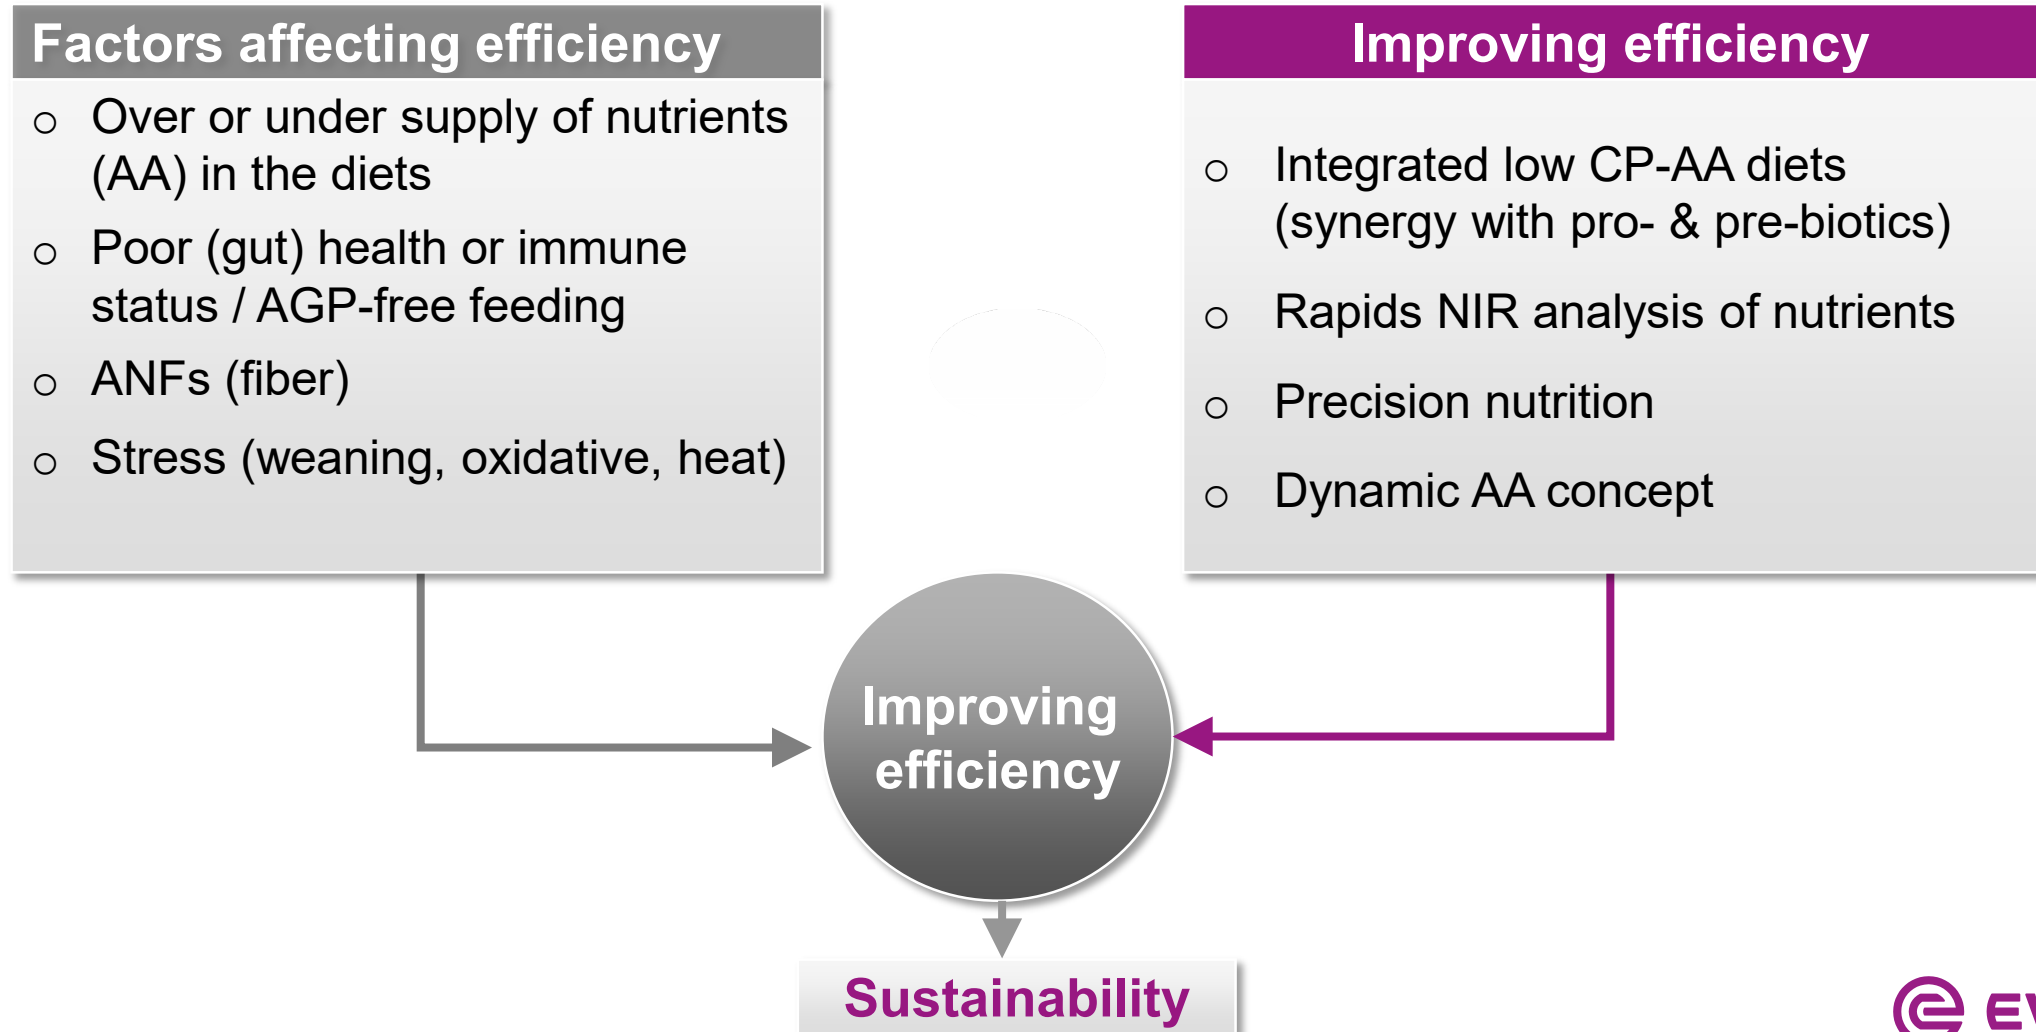 Factors affecting efficiency
○ Over or under supply of nutrients
(AA) in the diets
○ Poor (gut) health or immune
status / AGP-free feeding
○ ANFs (fiber)
○ Stress (weaning, oxidative, heat)
Improving efficiency
○ Integrated low CP-AA diets
(synergy with pro- & pre-biotics)
○ Rapids NIR analysis of nutrients
○ Precision nutrition
○ Dynamic AA concept
Improving
efficiency
Sustainability